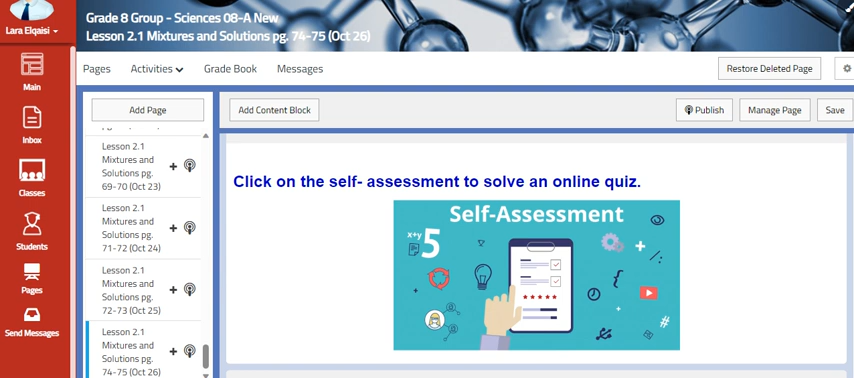 Grade 8 Group - Sciences 08-A New
Lesson 2.1 Mixtures and Solutions pg. 74-75 (Oct 26)
Lara Elqaisi
Pages
Activities
Grade Book
Messages
Restore Deleted Page
Main
Inbox
Classes
Students
Pages
Send Messages
Add Page
Lesson 2.1
Mixtures and
Solutions pg.
69-70 (Oct 23)
Lesson 2.1
Mixtures and
Solutions pg.
71-72 (Oct 24)
Lesson 2.1
Mixtures and
Solutions pg.
72-73 (Oct 25)
Lesson 2.1
Mixtures and
Solutions pg.
74-75 (Oct 26)
Add Content Block
Publish
Manage Page
Save
Click on the self- assessment to solve an online quiz.
Self-Assessment
x+y
5
{
#